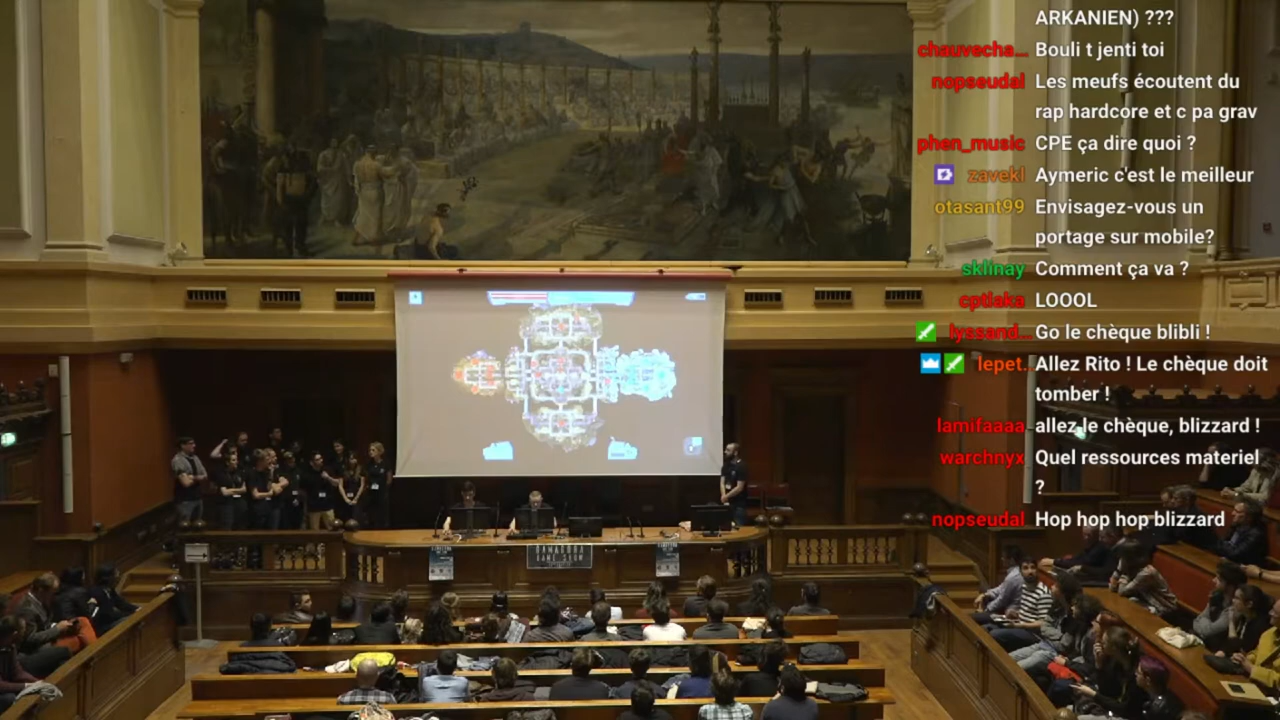 ARKANIEN) ???
chauvecha... Bouli t jenti toi
nopseudal Les meufs écoutent du
rap hardcore et c pa grav
phen_music CPE ça dire quoi ?
zavekl Aymeric c'est le meilleur
otasant99 Envisagez-vous un
portage sur mobile?
sklinay Comment ça va ?
cptlaka LOOOL
lyssand... Go le chèque blibli !
lepet... Allez Rito ! Le chèque doit
tomber !
lamifaaaa allez le chèque, blizzard !
warchnyx Quel ressources materiel
?
nopseudal Hop hop hop blizzard